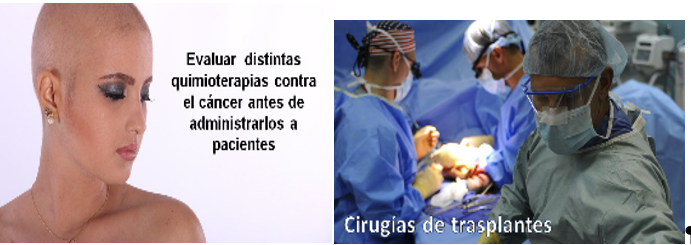 Evaluar distintas
quimioterapias contra
el cáncer antes de
administrarlos a
pacientes
Cirugías de trasplantes